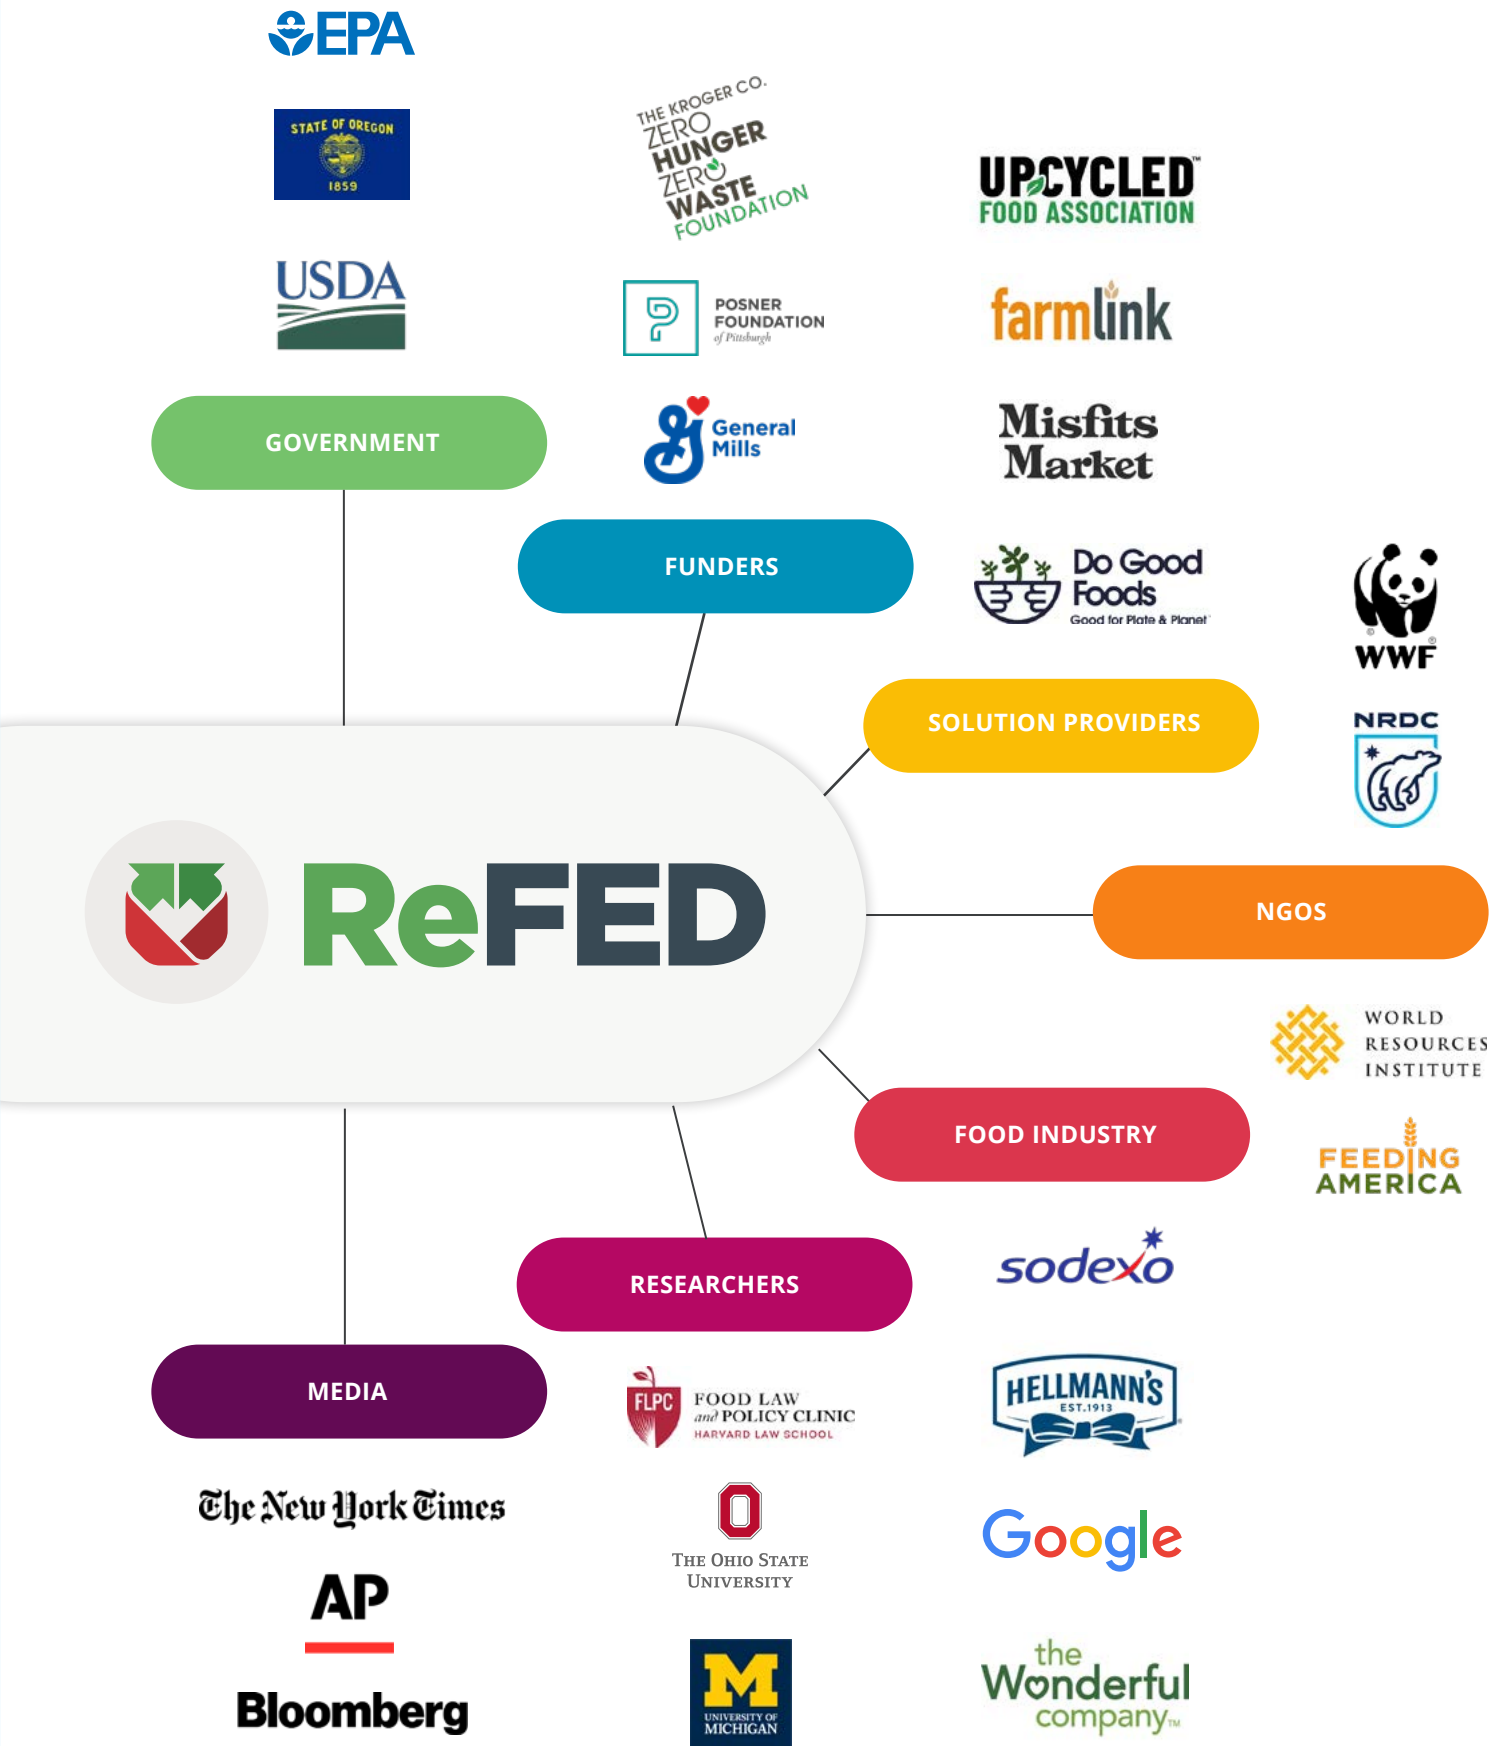 EPA
STATE OF OREGON
1859
USDA
GOVERNMENT
THE KROGER CO.
ZERO
HUNGER
ZERO
WASTE
FOUNDATION
POSNER
FOUNDATION
of Pittsburgh
General
Mills
FUNDERS
UPCYCLED™
FOOD ASSOCIATION
farmlink
Misfits
Market
Do Good
Foods
Good for Plate & Planet
SOLUTION PROVIDERS
© ®
WWF
NRDC
NGOS
WORLD
RESOURCES
INSTITUTE
FEEDING
AMERICA
ReFED
FOOD INDUSTRY
sodexo
HELLMANN'S
EST.1913
Google
the
Wonderful
company™
RESEARCHERS
FLPC
FOOD LAW
and POLICY CLINIC
HARVARD LAW SCHOOL
O
THE OHIO STATE
UNIVERSITY
M
UNIVERSITY OF
MICHIGAN
MEDIA
The New York Times
AP
Bloomberg